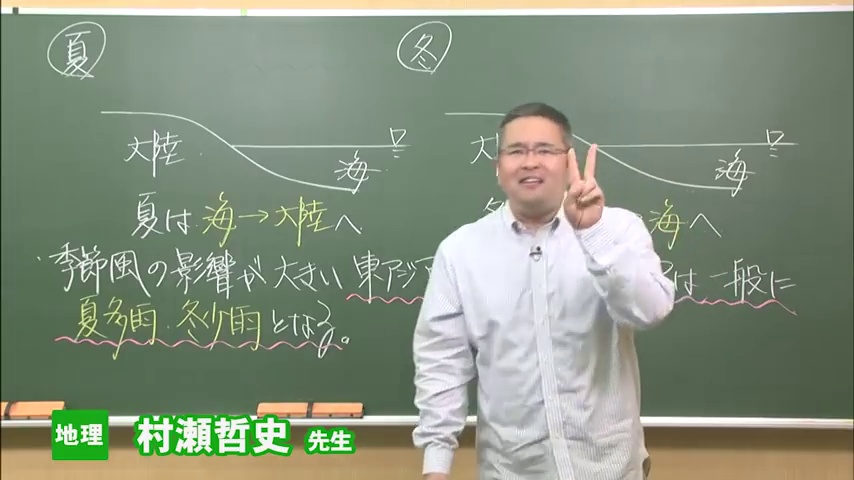 夏
冬
大陸
海
大
海
夏は 海→大陸へ
海へ
季節風の影響が大きい 東アジア
は一般に
夏多雨・冬少雨となる。
地理 村瀬哲史 先生